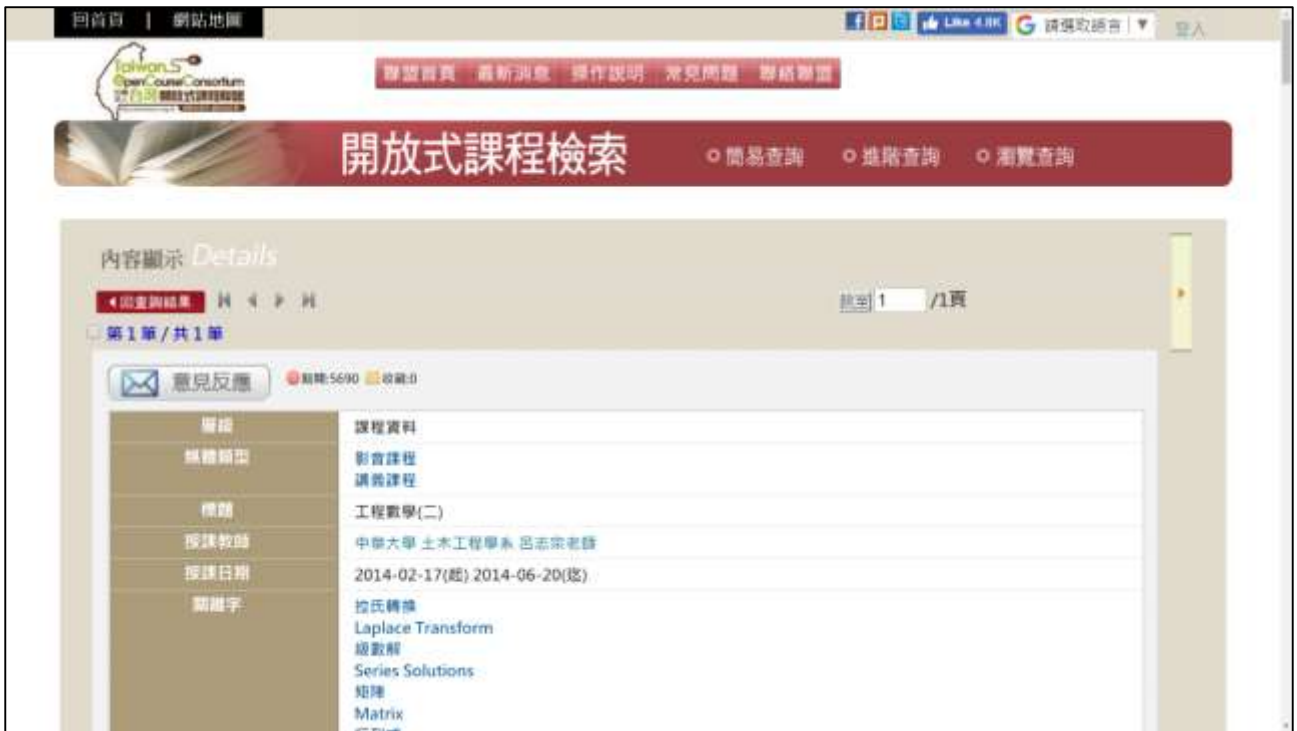 回首頁 | 網站地圖
Like 4.8K
請選取語言 ▼
登入
Taiwan
OpenCourseConsortium
聯盟首頁 最新消息 操作說明 常見問題 聯絡聯盟
開放式課程檢索
簡易查詢 進階查詢 瀏覽查詢
內容顯示 Details
回查詢結果
跳至 1 /1頁
第1筆/共1筆
意見反應
點閱:5690 收藏:0
層級 課程資料
媒體類型 影音課程
講義課程
標題 工程數學(二)
授課教師 中華大學 土木工程學系 呂志宗老師
授課日期 2014-02-17(起) 2014-06-20(迄)
關鍵字 拉氏轉換
Laplace Transform
級數解
Series Solutions
矩陣
Matrix